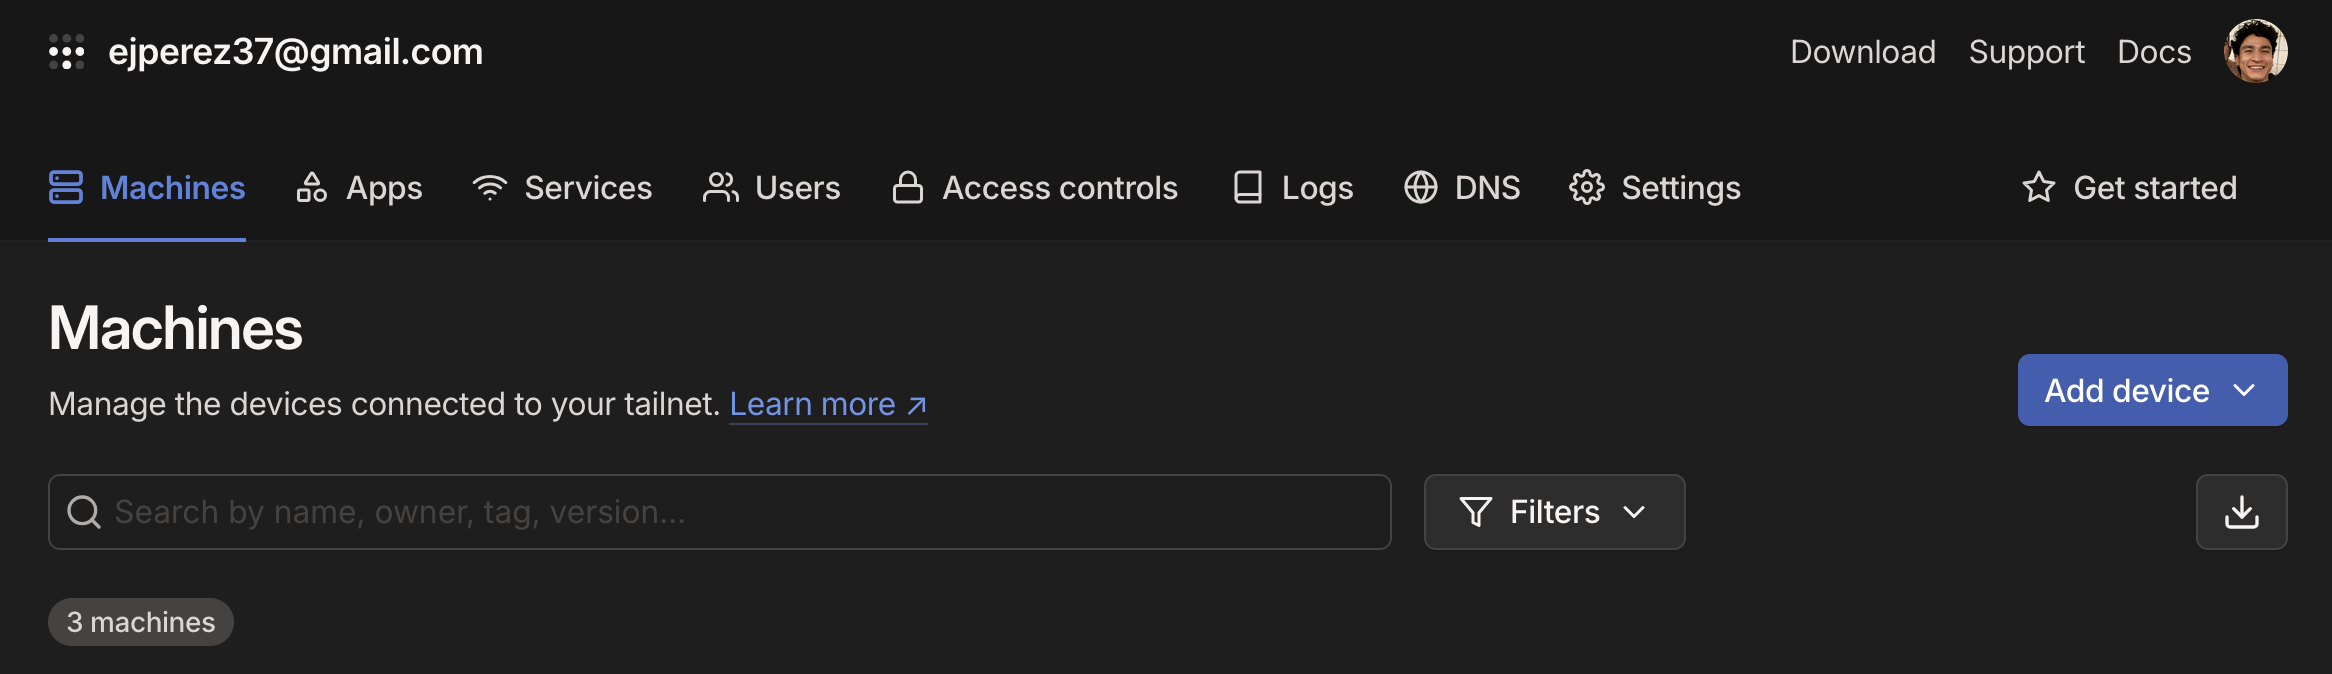 ejperez37@gmail.com
Download Support Docs
Machines Apps Services Users Access controls Logs DNS Settings Get started
Machines
Manage the devices connected to your tailnet. Learn more ↗
Add device
Search by name, owner, tag, version...
Filters
3 machines